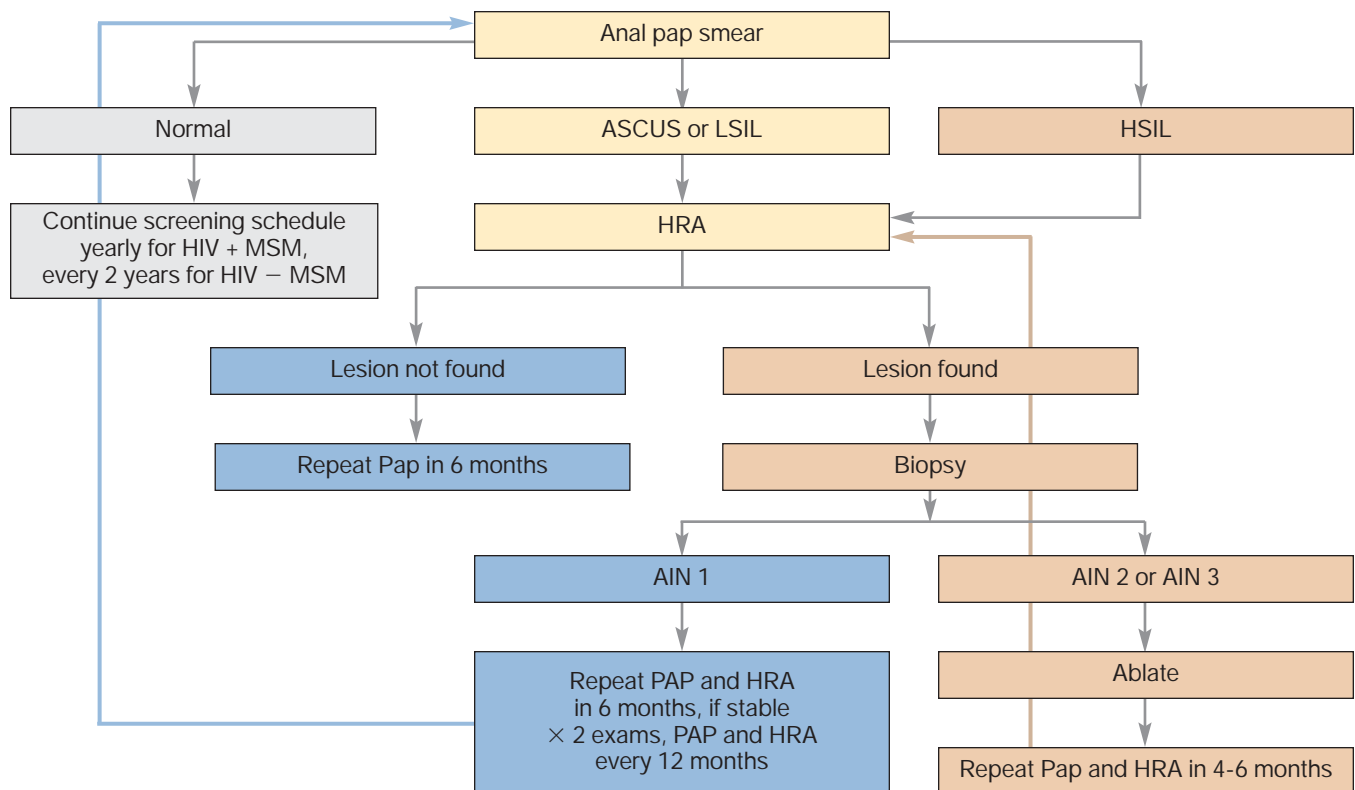 Anal pap smear
Normal
ASCUS or LSIL
HSIL
Continue screening schedule
yearly for HIV + MSM,
every 2 years for HIV − MSM
HRA
Lesion not found
Lesion found
Repeat Pap in 6 months
Biopsy
AIN 1
AIN 2 or AIN 3
Repeat PAP and HRA
in 6 months, if stable
× 2 exams, PAP and HRA
every 12 months
Ablate
Repeat Pap and HRA in 4-6 months